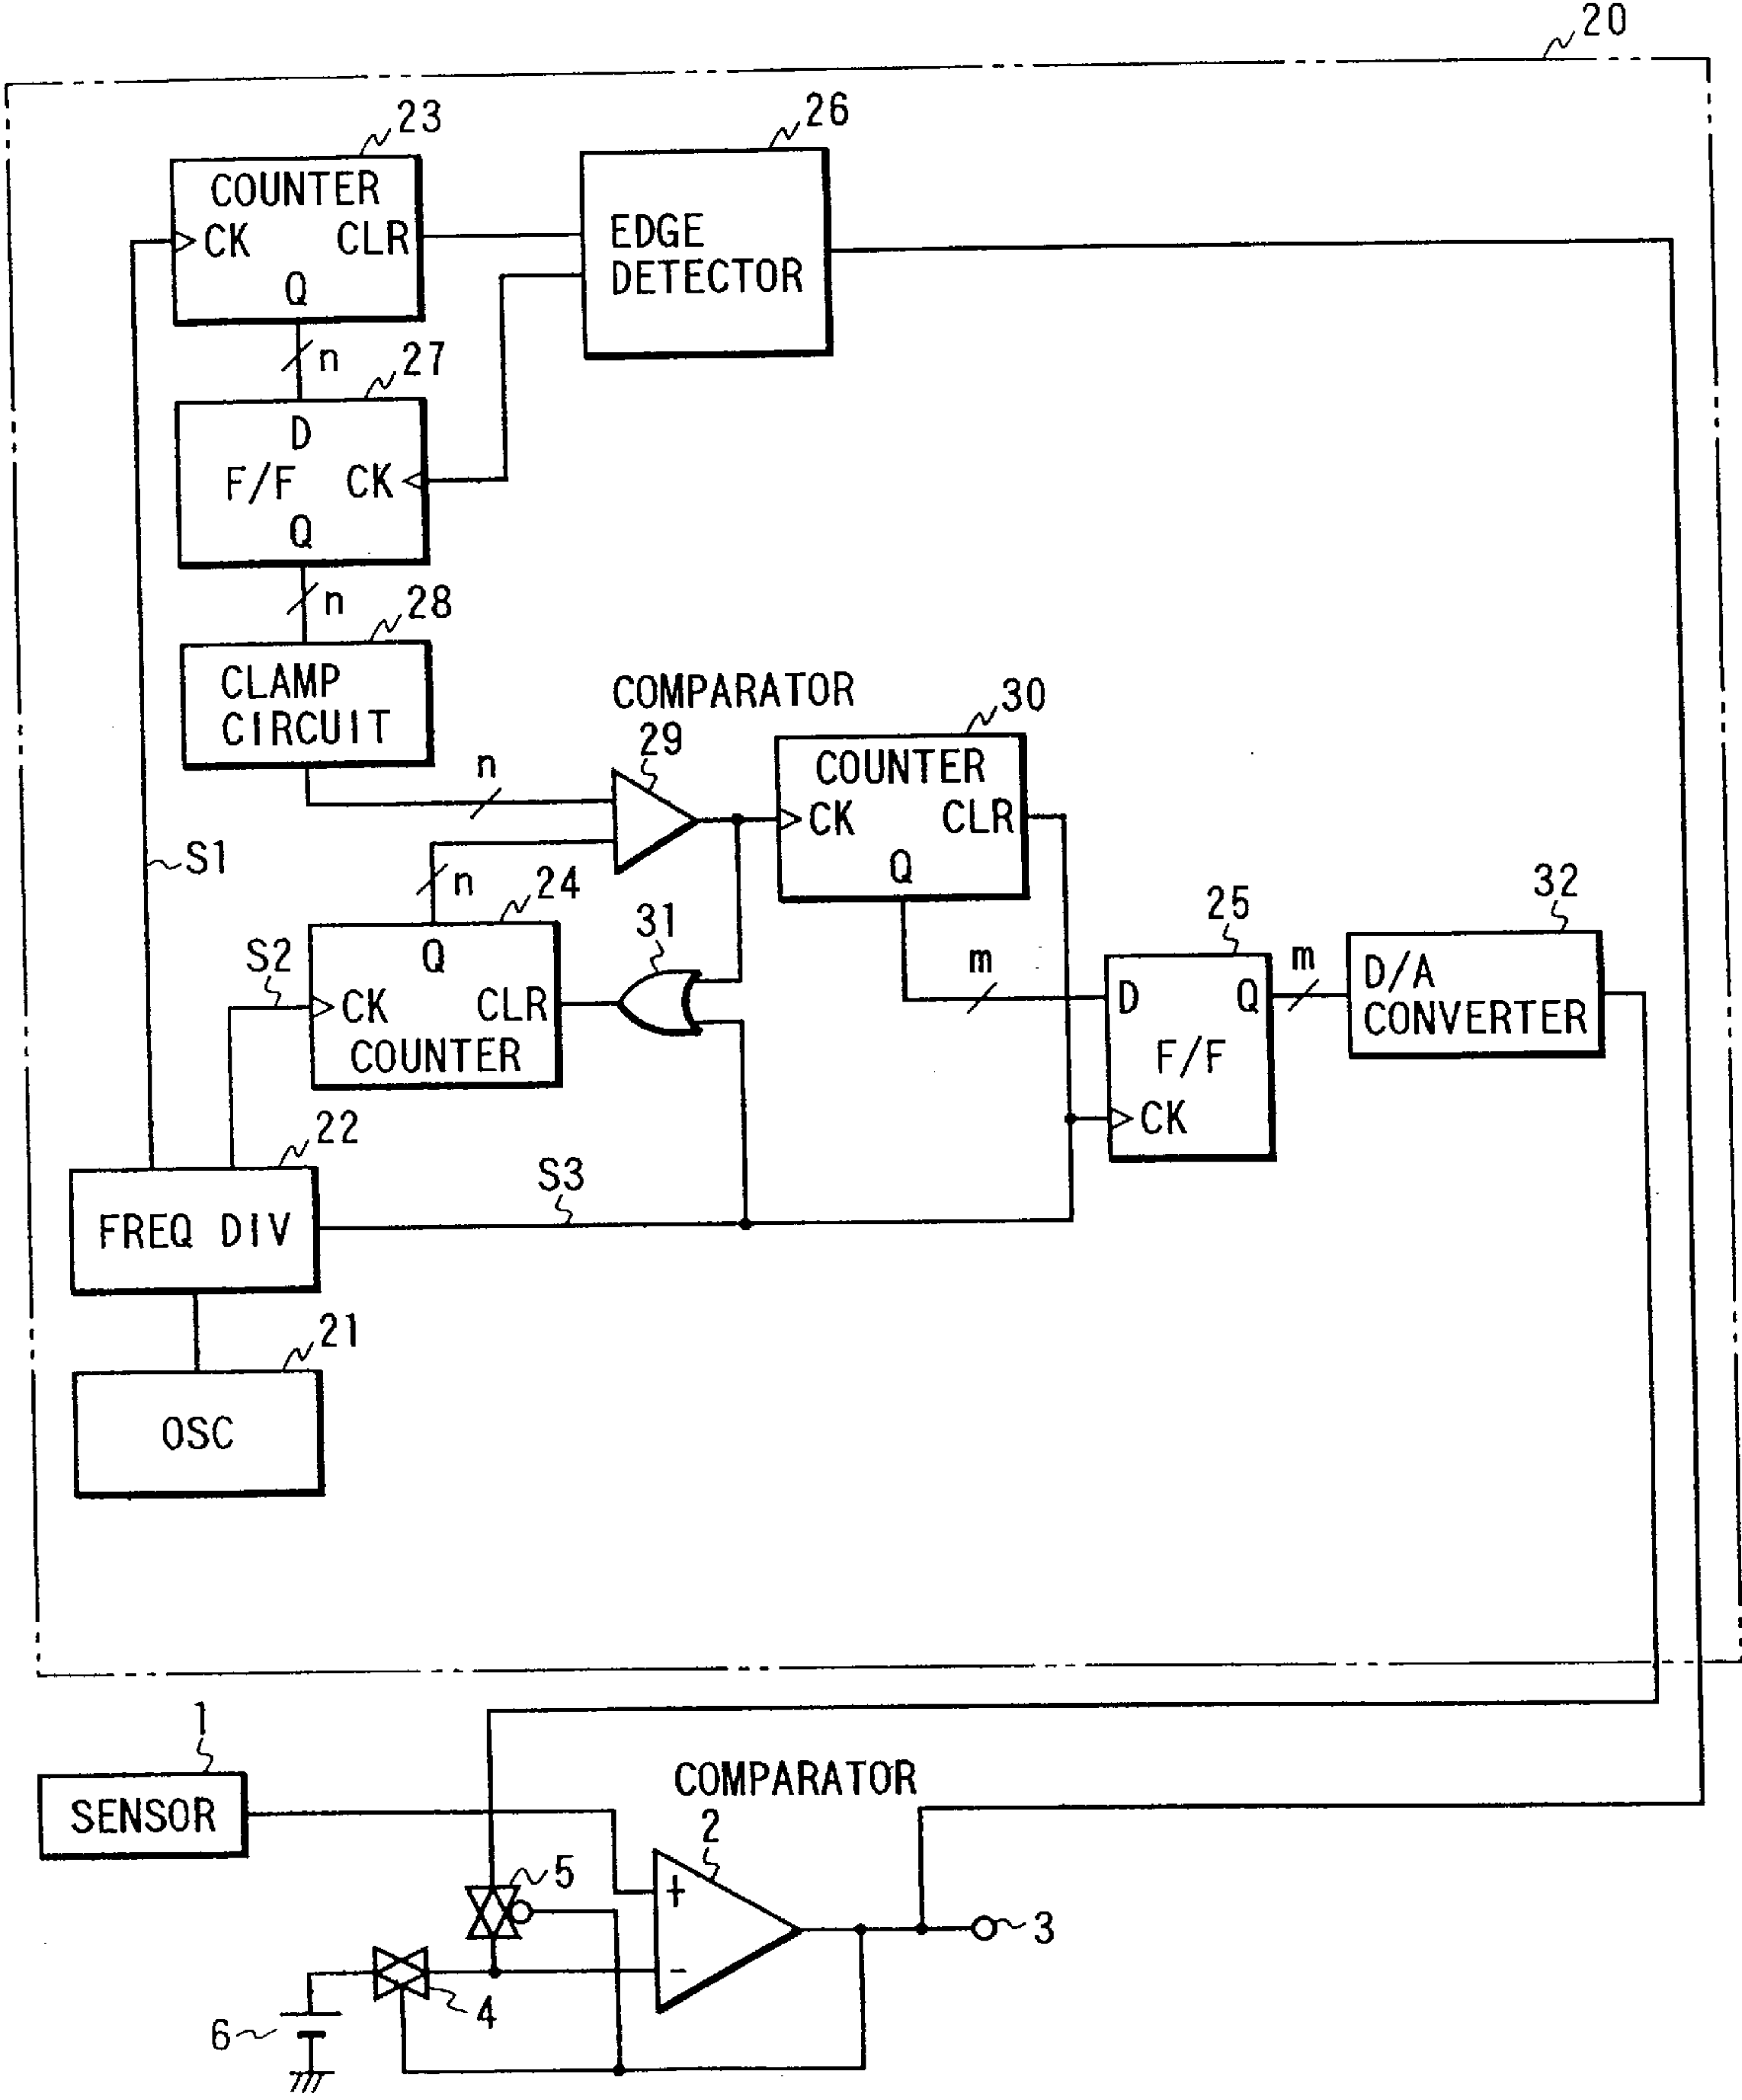 20
23
26
COUNTER
CK CLR
Q
EDGE
DETECTOR
n
27
D
F/F CK
Q
n
28
CLAMP
CIRCUIT
COMPARATOR
29
30
n
COUNTER
CK CLR
Q
S1
n
24
31
25
32
S2
Q
CK CLR
COUNTER
m
D Q
F/F
CK
m
D/A
CONVERTER
22
S3
FREQ DIV
21
OSC
1
SENSOR
COMPARATOR
2
5
+
-
3
4
6